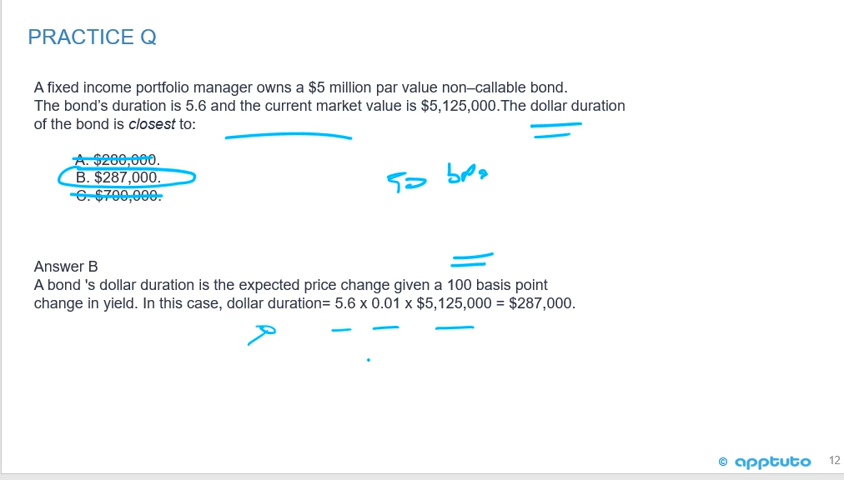 PRACTICE Q
A fixed income portfolio manager owns a $5 million par value non–callable bond.
The bond's duration is 5.6 and the current market value is $5,125,000.The dollar duration
of the bond is closest to:
A. $280,000.
B. $287,000.
C. $700,000.
50 bps
Answer B
A bond 's dollar duration is the expected price change given a 100 basis point
change in yield. In this case, dollar duration= 5.6 x 0.01 x $5,125,000 = $287,000.
© apptuto 12